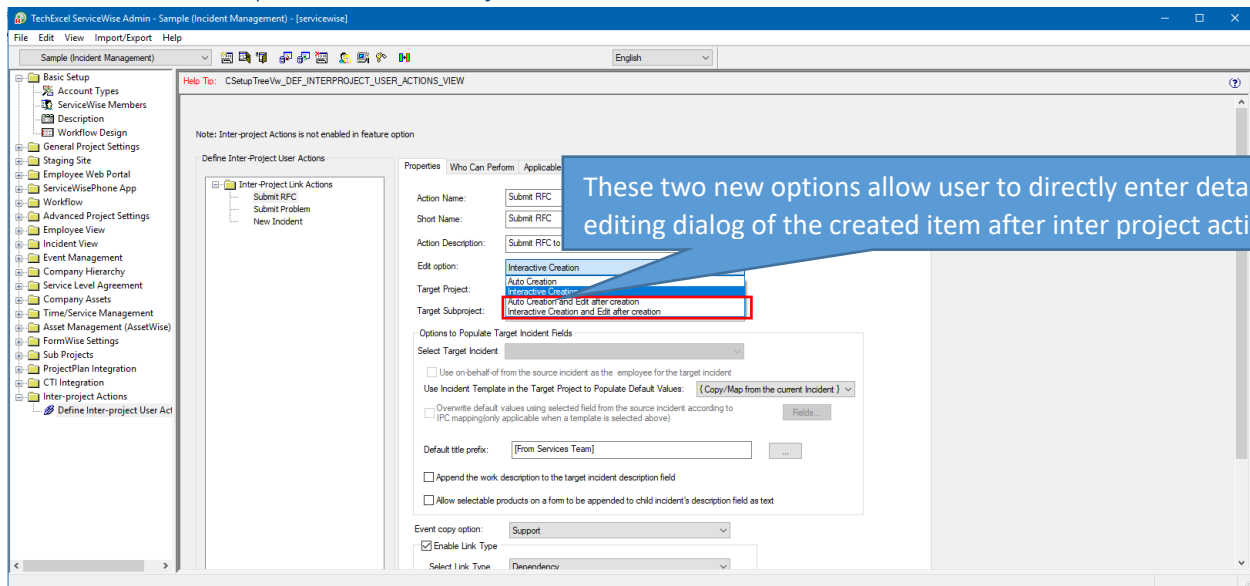 TechExcel ServiceWise Admin - Sample (Incident Management) - [servicewise]
File Edit View Import/Export Help
Sample (Incident Management)
English
Basic Setup
Account Types
ServiceWise Members
Description
Workflow Design
General Project Settings
Staging Site
Employee Web Portal
ServiceWisePhone App
Workflow
Advanced Project Settings
Employee View
Incident View
Event Management
Company Hierarchy
Service Level Agreement
Company Assets
Time/Service Management
Asset Management (AssetWise)
FormWise Settings
Sub Projects
ProjectPlan Integration
CTI Integration
Inter-project Actions
Define Inter-project User Act
Help Tip: CSetupTreeVw_DEF_INTERPROJECT_USER_ACTIONS_VIEW
Note: Inter-project Actions is not enabled in feature option
Define Inter-Project User Actions
Inter-Project Link Actions
Submit RFC
Submit Problem
New Incident
Properties Who Can Perform Applicable
These two new options allow user to directly enter deta
editing dialog of the created item after inter project acti
Action Name: Submit RFC
Short Name: Submit RFC
Action Description: Submit RFC to
Edit option: Interactive Creation
Auto Creation
Target Project: Interactive Creation
Auto Creation and Edit after creation
Target Subproject: Interactive Creation and Edit after creation
Options to Populate Target Incident Fields
Select Target Incident
Use on-behalf-of from the source incident as the employee for the target incident
Use Incident Template in the Target Project to Populate Default Values: { Copy/Map from the current Incident }
Overwrite default values using selected field from the source incident according to
IPC mapping(only applicable when a template is selected above)
Fields...
Default title prefix: [From Services Team] ...
Append the work description to the target incident description field
Allow selectable products on a form to be appended to child incident's description field as text
Event copy option: Support
Enable Link Type
Select Link Type Dependency